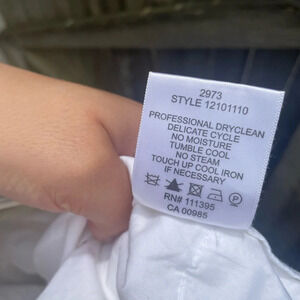 2973
STYLE 12101110
PROFESSIONAL DRYCLEAN
DELICATE CYCLE
NO MOISTURE
TUMBLE COOL
NO STEAM
TOUCH UP COOL IRON
IF NECESSARY
P
RN# 111395
CA 00985